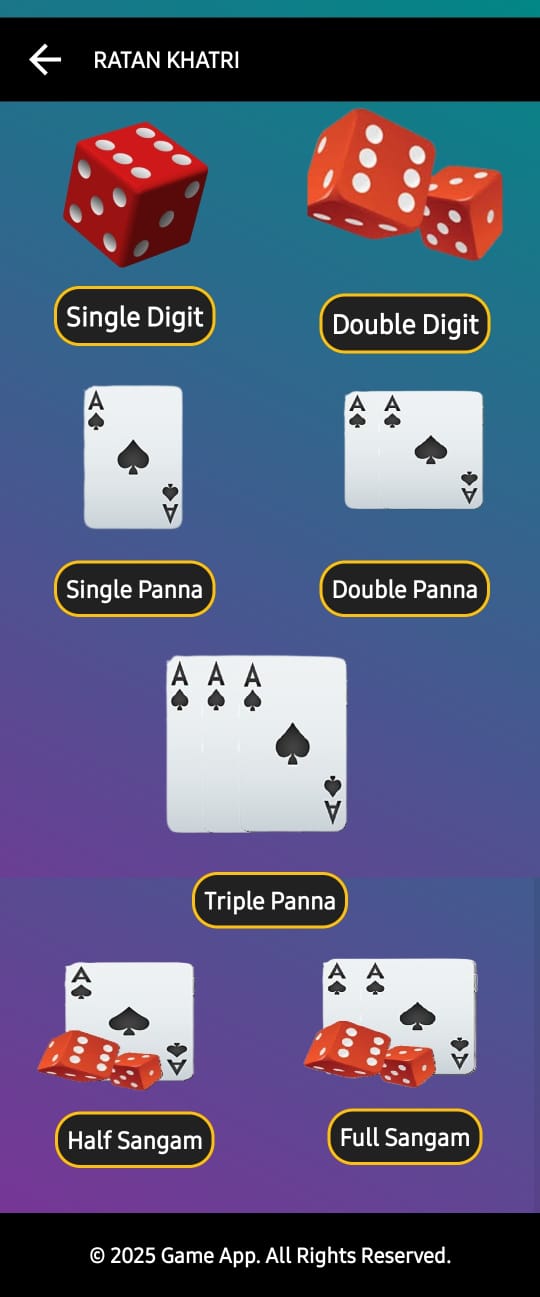 RATAN KHATRI
Single Digit
Double Digit
A
A
A A
A
Single Panna
Double Panna
A A A
A
Triple Panna
A
A
A A
A
Half Sangam
Full Sangam
© 2025 Game App. All Rights Reserved.